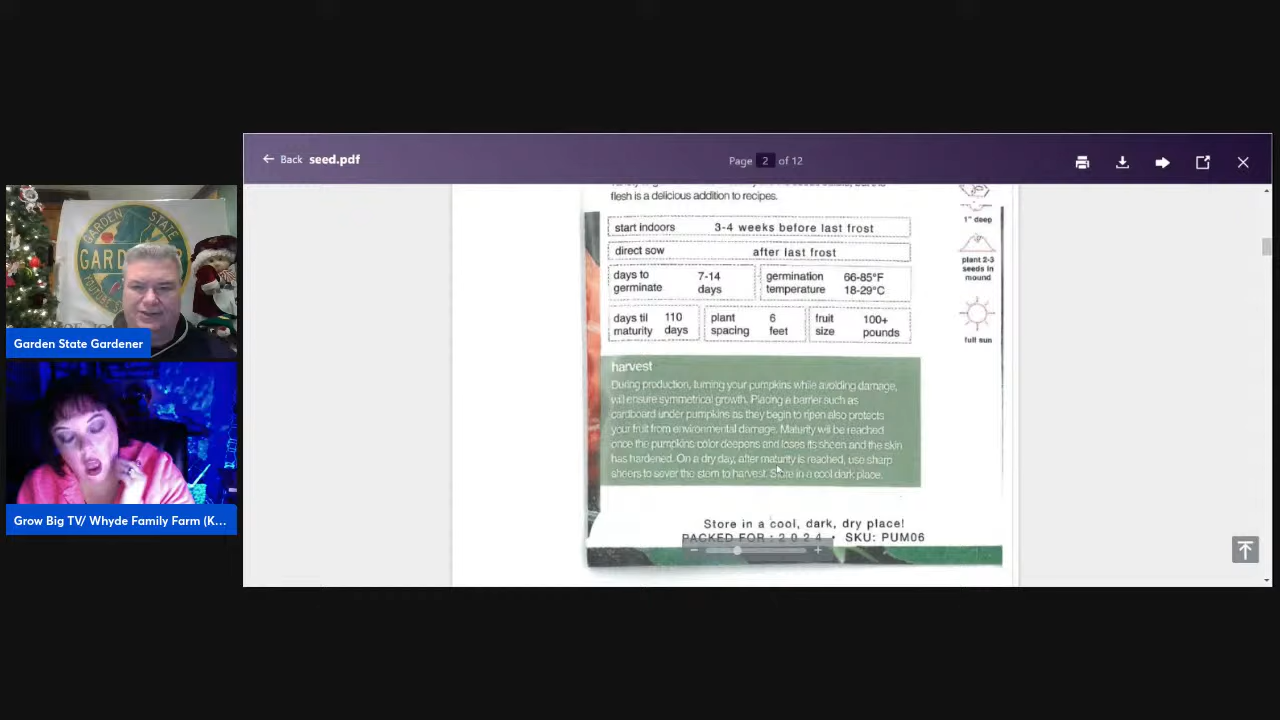 Back seed.pdf
Page 2 of 12
flesh is a delicious addition to recipes.
start indoors 3-4 weeks before last frost
direct sow after last frost
days to germinate 7-14 days
germination temperature 66-85°F 18-29°C
days til maturity 110 days
plant spacing 6 feet
fruit size 100+ pounds
1" deep
plant 2-3
seeds in
mound
full sun
harvest
During production, turning your pumpkins while avoiding damage,
will ensure symmetrical growth. Placing a barrier such as
cardboard under pumpkins as they begin to ripen also protects
your fruit from environmental damage. Maturity will be reached
once the pumpkins color deepens and loses its sheen and the skin
has hardened. On a dry day, after maturity is reached, use sharp
sheers to sever the stem to harvest. Store in a cool dark place.
Store in a cool, dark, dry place!
PACKED FOR: 2024 • SKU: PUM06
GARDEN STATE
Garden State Gardener
Grow Big TV/ Whyde Family Farm (K...